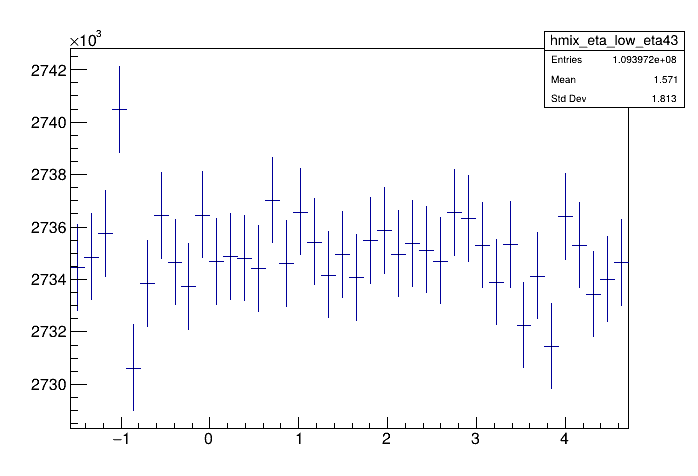 ×10³
hmix_eta_low_eta43
Entries 1.093972e+08
Mean 1.571
Std Dev 1.813
2742
2740
2738
2736
2734
2732
2730
−1 0 1 2 3 4